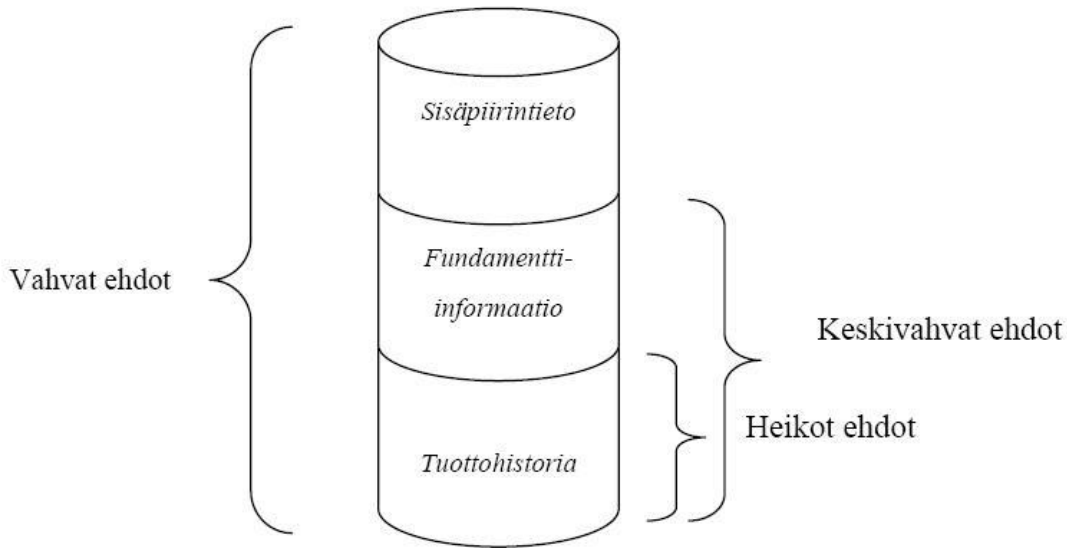 Sisäpiirintieto
Fundamentti-
informaatio
Vahvat ehdot
Keskivahvat ehdot
Heikot ehdot
Tuottohistoria